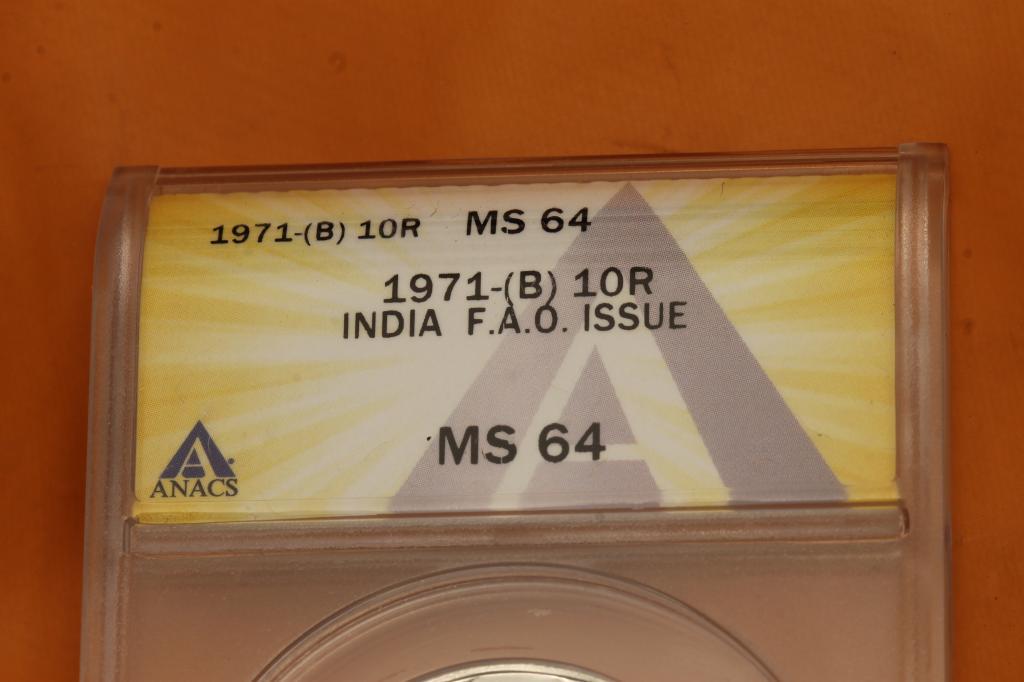 1971-(B) 10R MS 64
1971-(B) 10R
INDIA F.A.O. ISSUE
MS 64
ANACS